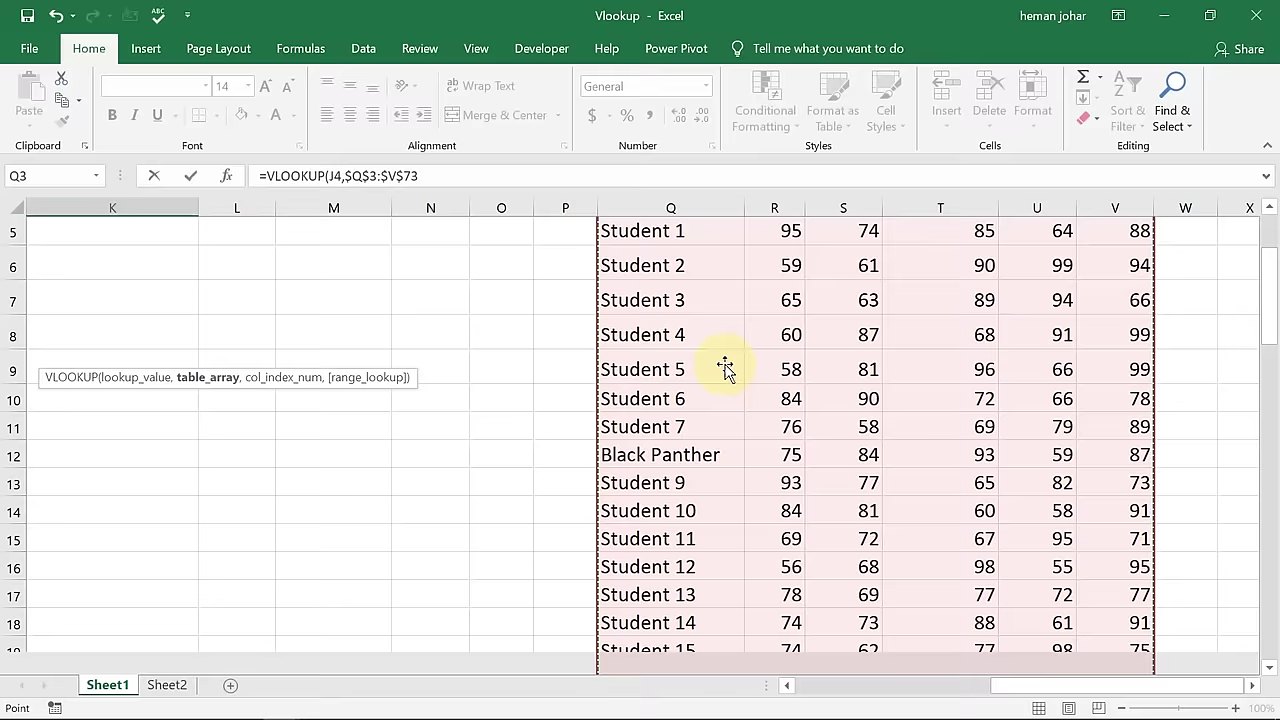 Vlookup - Excel
heman johar
File Home Insert Page Layout Formulas Data Review View Developer Help Power Pivot Tell me what you want to do Share
ABC
14
Wrap Text
General
Paste
Merge & Center
Conditional Formatting
Format as Table
Cell Styles
Insert
Delete
Format
Sort & Filter
Find & Select
Clipboard Font Alignment Number Styles Cells Editing
Q3 fx =VLOOKUP(J4,$Q$3:$V$73
K L M N O P Q R S T U V W X
5 Student 1 95 74 85 64 88
6 Student 2 59 61 90 99 94
7 Student 3 65 63 89 94 66
8 Student 4 60 87 68 91 99
9 VLOOKUP(lookup_value, table_array, col_index_num, [range_lookup]) Student 5 58 81 96 66 99
10 Student 6 84 90 72 66 78
11 Student 7 76 58 69 79 89
12 Black Panther 75 84 93 59 87
13 Student 9 93 77 65 82 73
14 Student 10 84 81 60 58 91
15 Student 11 69 72 67 95 71
16 Student 12 56 68 98 55 95
17 Student 13 78 69 77 72 77
18 Student 14 74 73 88 61 91
19 Student 15 74 62 77 98 75
Sheet1 Sheet2
Point 100%